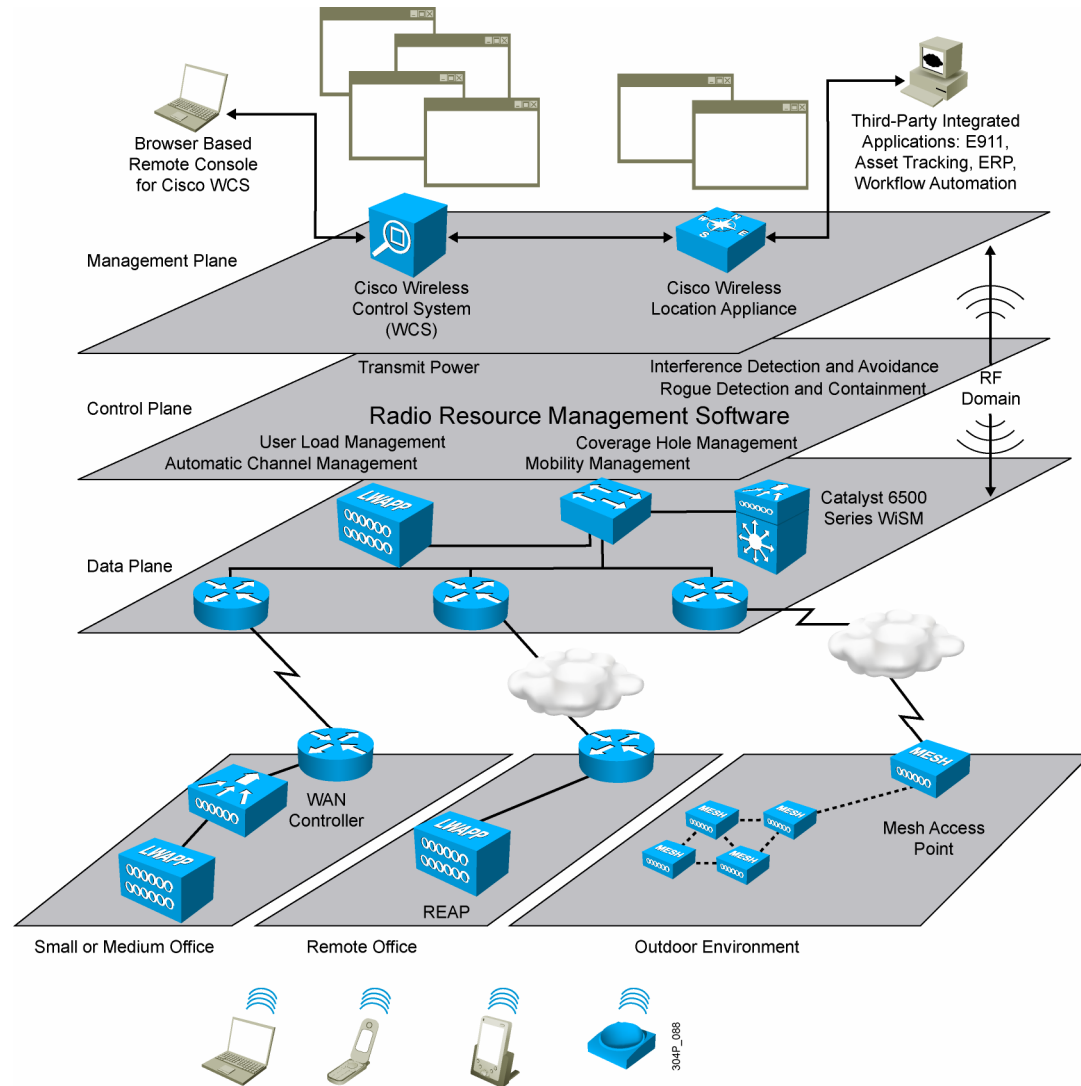 Browser Based
Remote Console
for Cisco WCS
Third-Party Integrated
Applications: E911,
Asset Tracking, ERP,
Workflow Automation
N
W
E
S
Management Plane
Cisco Wireless
Control System
(WCS)
Cisco Wireless
Location Appliance
Transmit Power
Interference Detection and Avoidance
Rogue Detection and Containment
RF
Domain
Control Plane
Radio Resource Management Software
User Load Management
Coverage Hole Management
Automatic Channel Management
Mobility Management
LWAPP
Catalyst 6500
Series WiSM
Data Plane
MESH
WAN
Controller
LWAPP
LWAPP
REAP
MESH
MESH
MESH
MESH
Mesh Access
Point
Small or Medium Office
Remote Office
Outdoor Environment
304P_088